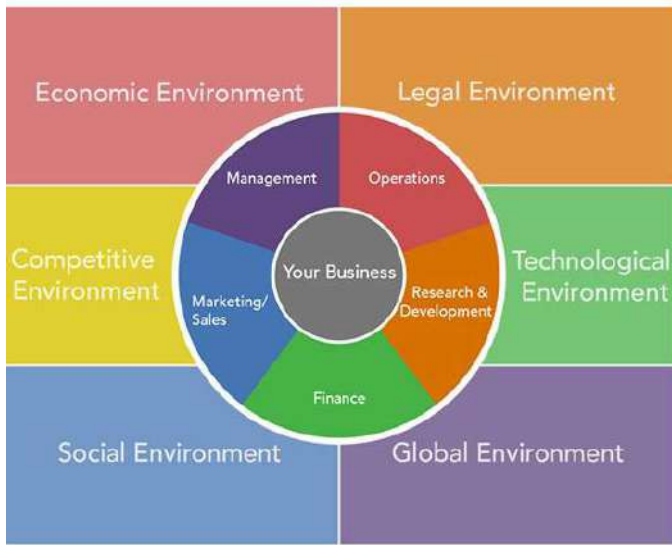 Economic Environment
Legal Environment
Management
Operations
Competitive
Environment
Your Business
Technological
Environment
Marketing/
Sales
Research &
Development
Finance
Social Environment
Global Environment